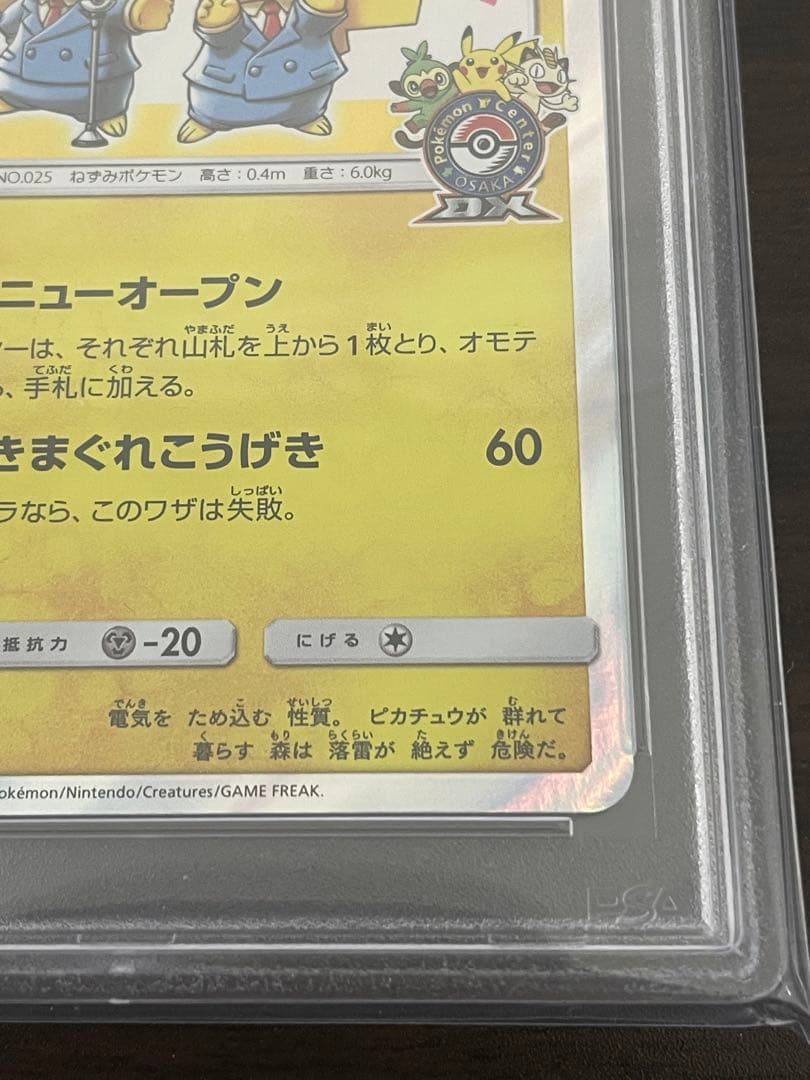 Pokémon Center
OSAKA
DX
NO.025 ねずみポケモン 高さ：0.4m 重さ：6.0kg
ニューオープン
ーは、それぞれ山札を上から1枚とり、オモテ
、手札に加える。
きまぐれこうげき 60
ラなら、このワザは失敗。
抵抗力 -20 にげる
電気を ため込む 性質。 ピカチュウが 群れて
暮らす 森は 落雷が 絶えず 危険だ。
okémon/Nintendo/Creatures/GAME FREAK.
PSA